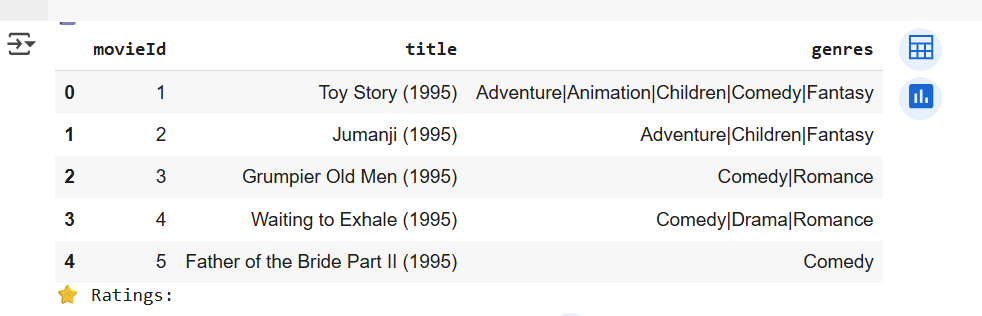 movieId title genres
0 1 Toy Story (1995) Adventure|Animation|Children|Comedy|Fantasy
1 2 Jumanji (1995) Adventure|Children|Fantasy
2 3 Grumpier Old Men (1995) Comedy|Romance
3 4 Waiting to Exhale (1995) Comedy|Drama|Romance
4 5 Father of the Bride Part II (1995) Comedy
⭐ Ratings: